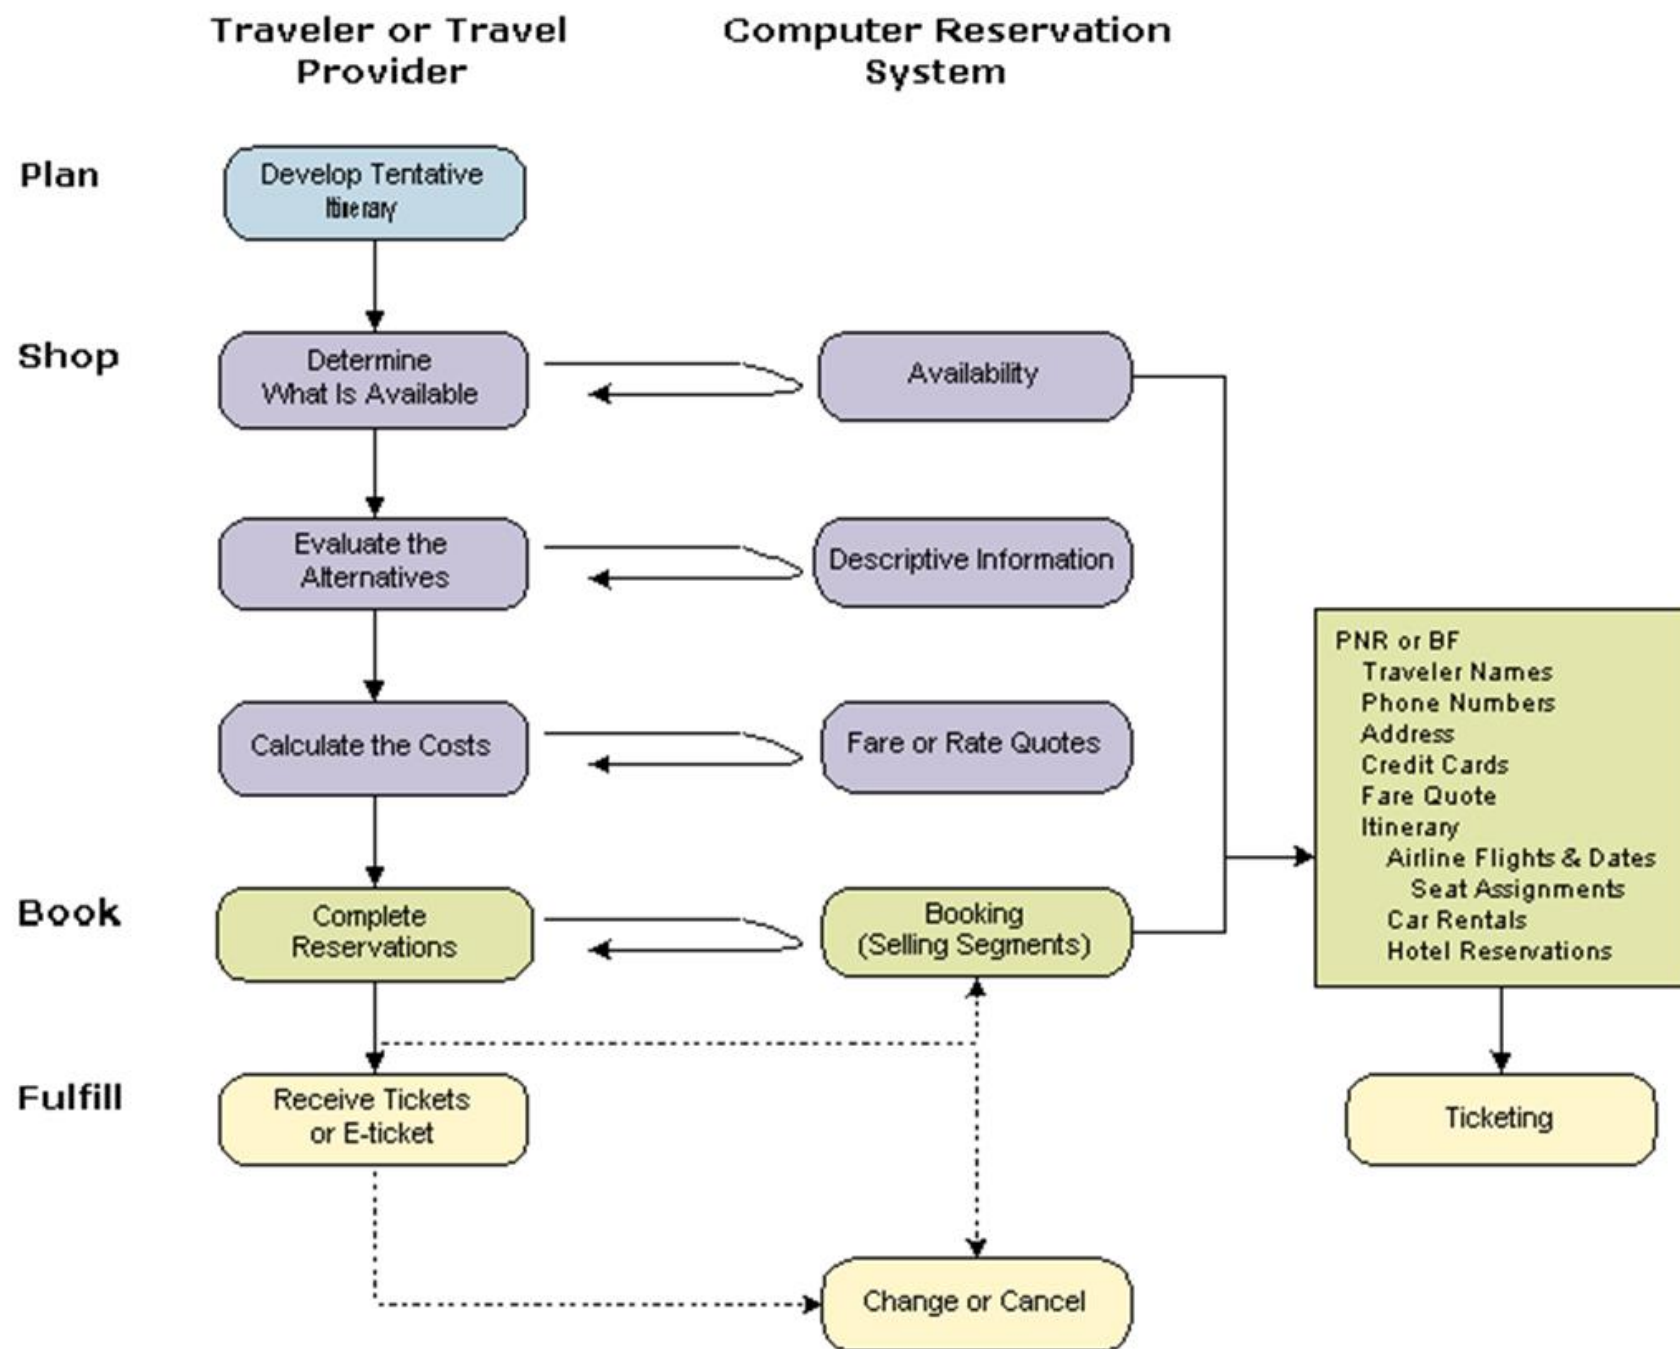 Traveler or Travel
Provider
Computer Reservation
System
Plan
Develop Tentative
Itinerary
Shop
Determine
What Is Available
Availability
Evaluate the
Alternatives
Descriptive Information
Calculate the Costs
Fare or Rate Quotes
PNR or BF
Traveler Names
Phone Numbers
Address
Credit Cards
Fare Quote
Itinerary
Airline Flights & Dates
Seat Assignments
Car Rentals
Hotel Reservations
Book
Complete
Reservations
Booking
(Selling Segments)
Fulfill
Receive Tickets
or E-ticket
Ticketing
Change or Cancel